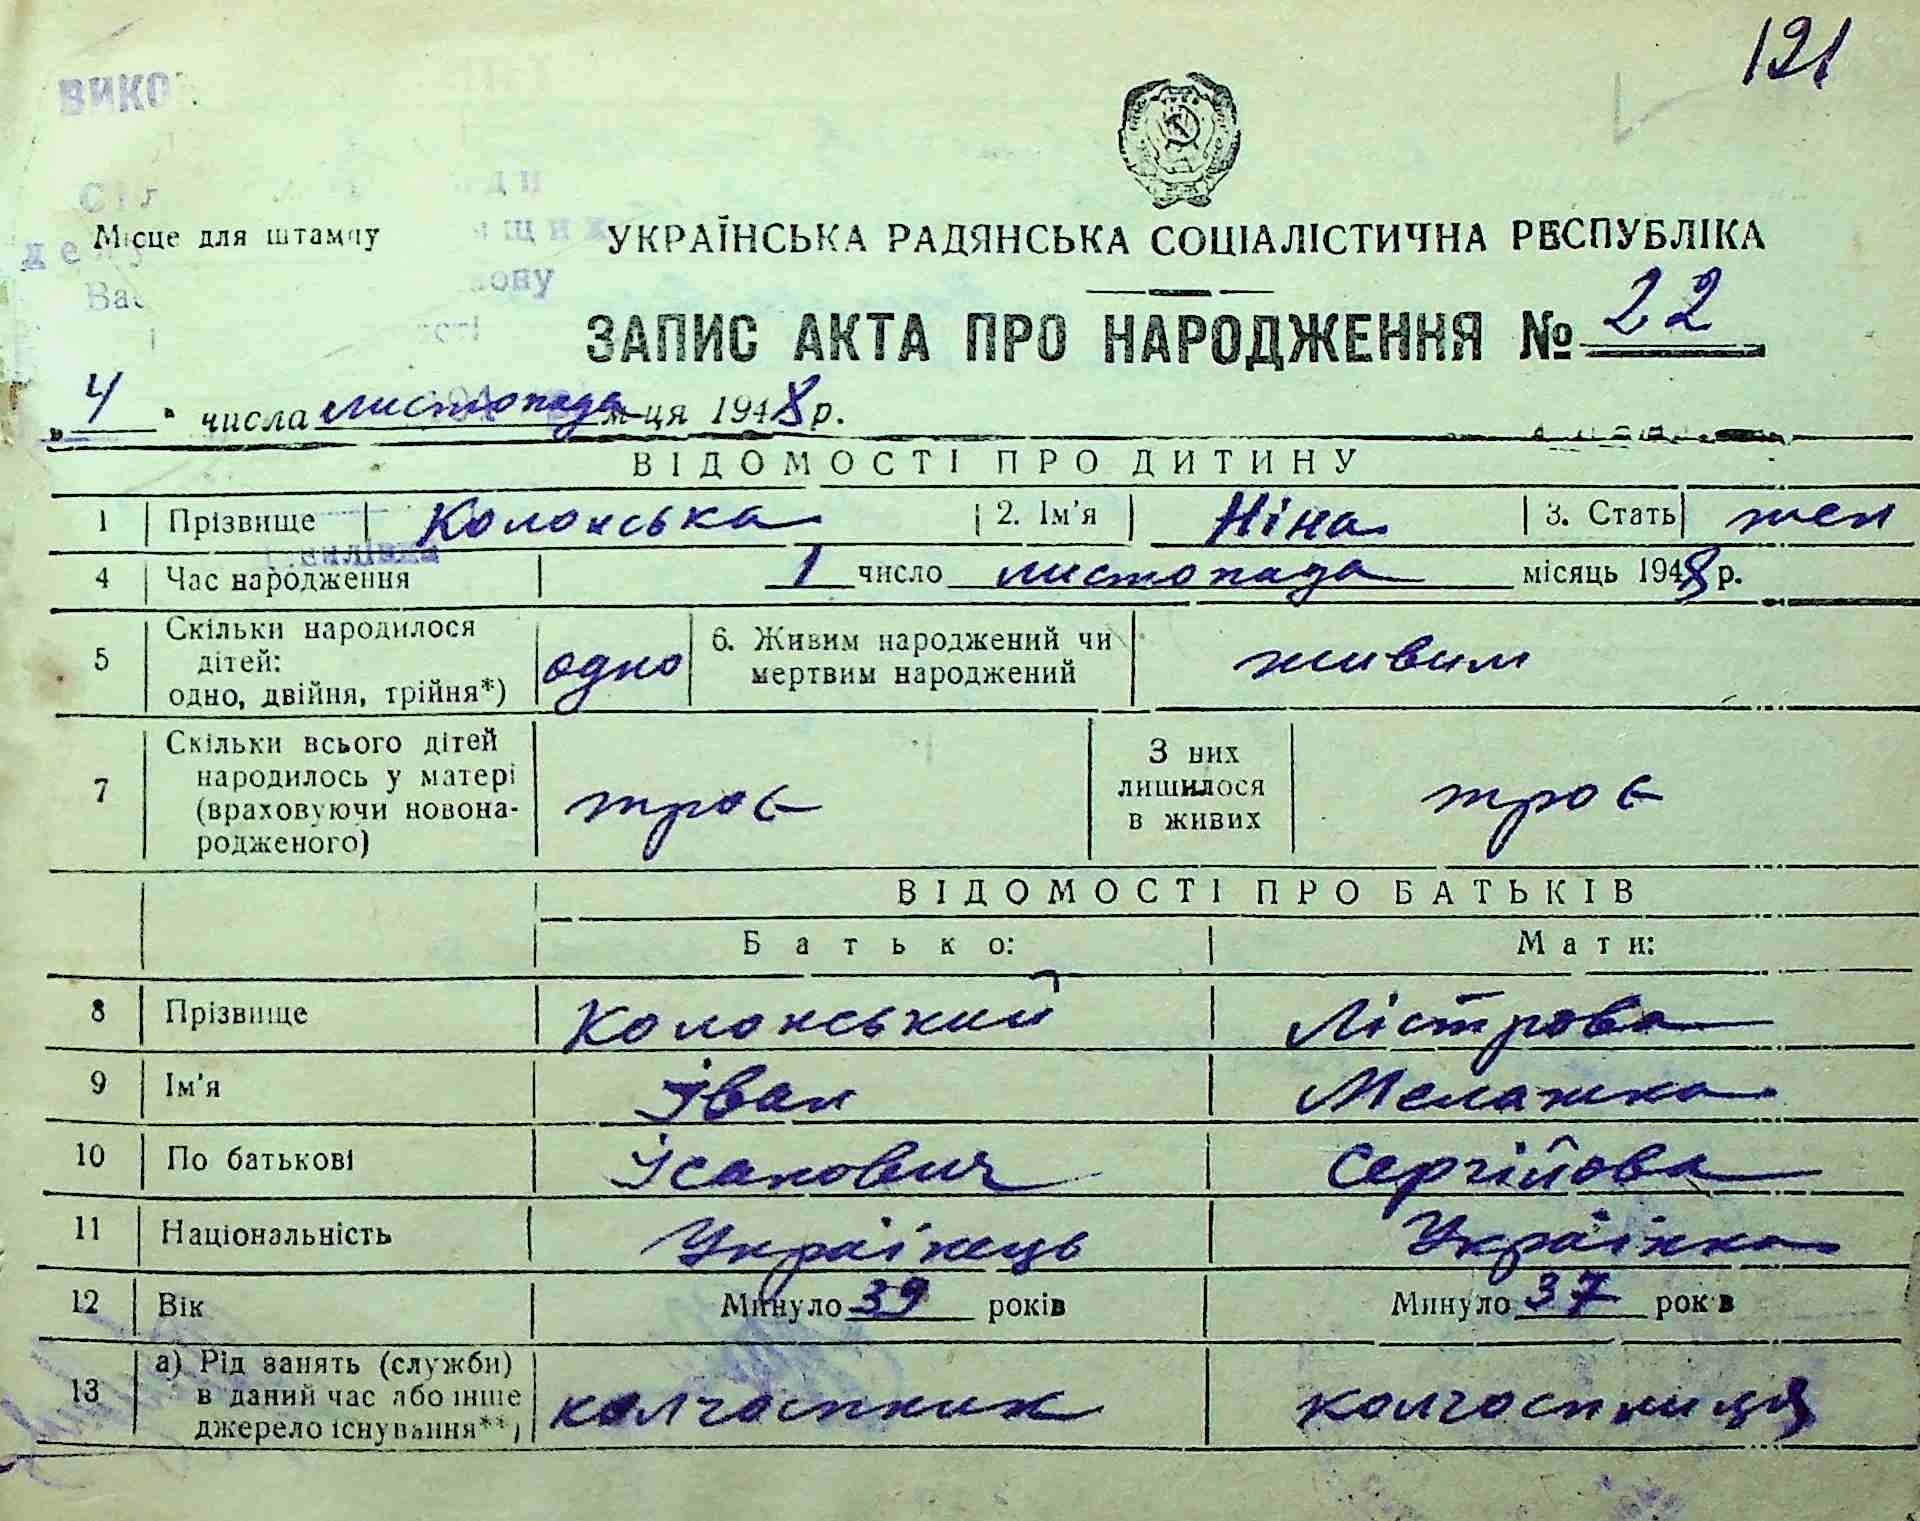 121
ВИКО
Місце для штампу
УКРАЇНСЬКА РАДЯНСЬКА СОЦІАЛІСТИЧНА РЕСПУБЛІКА
ЗАПИС АКТА ПРО НАРОДЖЕННЯ № 22
„ 4 " числа листопада м-ця 1948 р.
ВІДОМОСТІ ПРО ДИТИНУ
1 Прізвище Колонська 2. Ім'я Ніна 3. Стать жен
4 Час народження 1 число листопада місяць 1948 р.
5 Скільки народилося дітей: одно, двійня, трійня*) одно 6. Живим народжений чи мертвим народжений живим
7 Скільки всього дітей народилось у матері (враховуючи новонародженого) троє З них лишилося в живих троє
ВІДОМОСТІ ПРО БАТЬКІВ
Батько: Мати:
8 Прізвище Колонський Лістрова
9 Ім'я Іван Мелашка
10 По батькові Ісакович Сергійова
11 Національність Українець Українка
12 Вік Минуло 39 років Минуло 37 років
13 а) Рід занять (служби) в даний час або інше джерело існування**) колгоспник колгоспниця